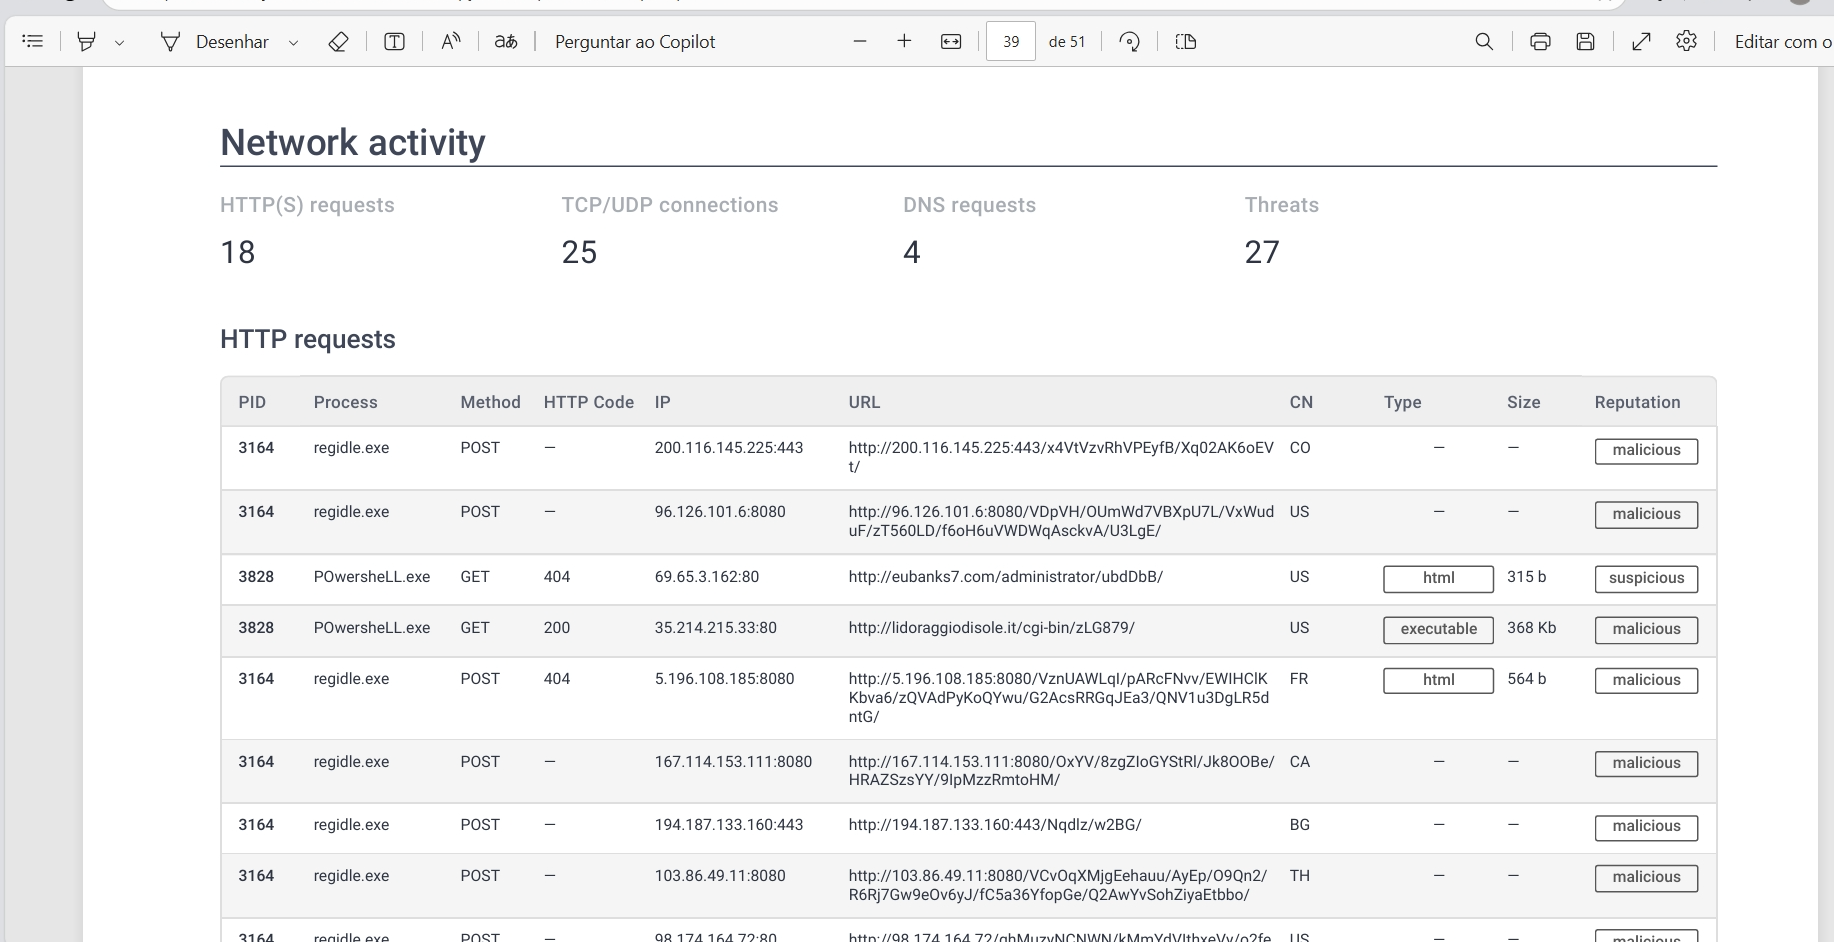 Desenhar
Perguntar ao Copilot
39 de 51
Editar com o
Network activity
HTTP(S) requests TCP/UDP connections DNS requests Threats
18 25 4 27
HTTP requests
PID Process Method HTTP Code IP URL CN Type Size Reputation
3164 regidle.exe POST — 200.116.145.225:443 http://200.116.145.225:443/x4VtVzvRhVPEyfB/Xq02AK6oEV CO — — malicious
t/
3164 regidle.exe POST — 96.126.101.6:8080 http://96.126.101.6:8080/VDpVH/OUmWd7VBXpU7L/VxWud US — — malicious
uF/zT560LD/f6oH6uVWDWqAsckvA/U3LgE/
3828 POwersheLL.exe GET 404 69.65.3.162:80 http://eubanks7.com/administrator/ubdDbB/ US html 315 b suspicious
3828 POwersheLL.exe GET 200 35.214.215.33:80 http://lidoraggiodisole.it/cgi-bin/zLG879/ US executable 368 Kb malicious
3164 regidle.exe POST 404 5.196.108.185:8080 http://5.196.108.185:8080/VznUAWLqI/pARcFNvv/EWIHClK FR html 564 b malicious
Kbva6/zQVAdPyKoQYwu/G2AcsRRGqJEa3/QNV1u3DgLR5d
ntG/
3164 regidle.exe POST — 167.114.153.111:8080 http://167.114.153.111:8080/OxYV/8zgZIoGYStRl/Jk8OOBe/ CA — — malicious
HRAZSzsYY/9IpMzzRmtoHM/
3164 regidle.exe POST — 194.187.133.160:443 http://194.187.133.160:443/Nqdlz/w2BG/ BG — — malicious
3164 regidle.exe POST — 103.86.49.11:8080 http://103.86.49.11:8080/VCvOqXMjgEehauu/AyEp/O9Qn2/ TH — — malicious
R6Rj7Gw9eOv6yJ/fC5a36YfopGe/Q2AwYvSohZiyaEtbbo/
3164 regidle.exe POST — 98.174.164.72:80 US — — malicious